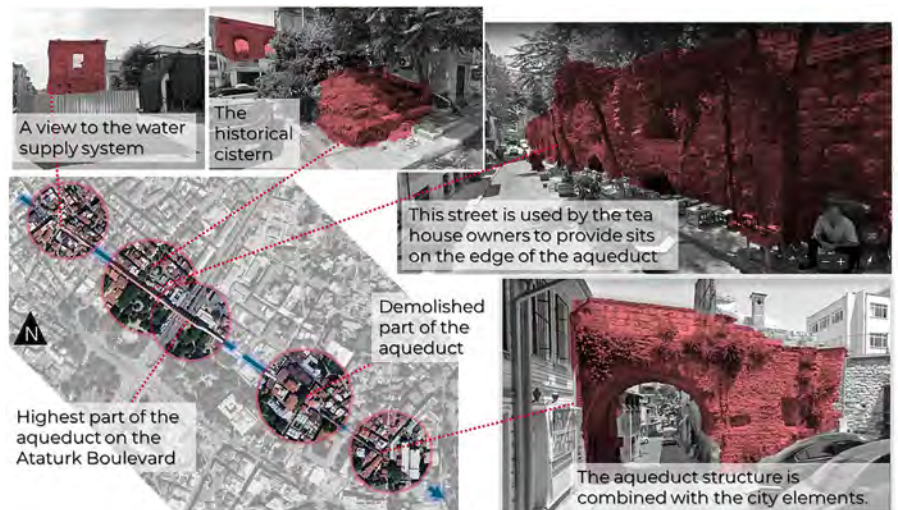 A view to the water
supply system
The
historical
cistern
This street is used by the tea
house owners to provide sits
on the edge of the aqueduct
N
Demolished
part of the
aqueduct
Highest part of the
aqueduct on the
Ataturk Boulevard
The aqueduct structure is
combined with the city elements.